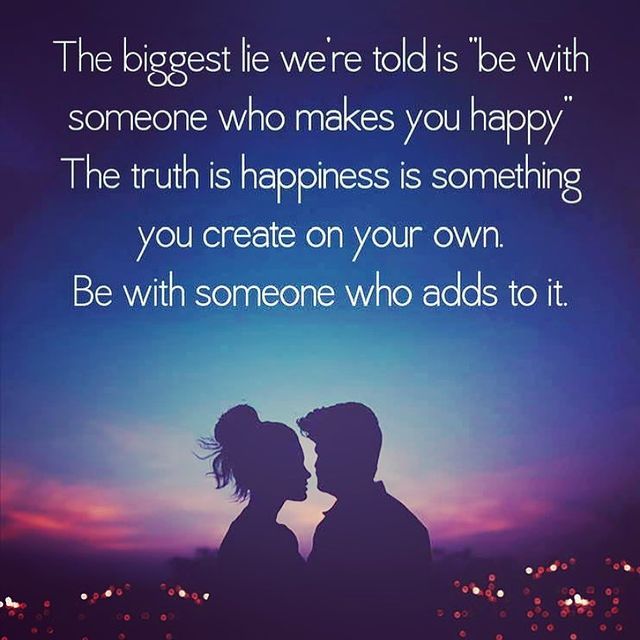 The biggest lie we're told is "be with
someone who makes you happy"
The truth is happiness is something
you create on your own.
Be with someone who adds to it.